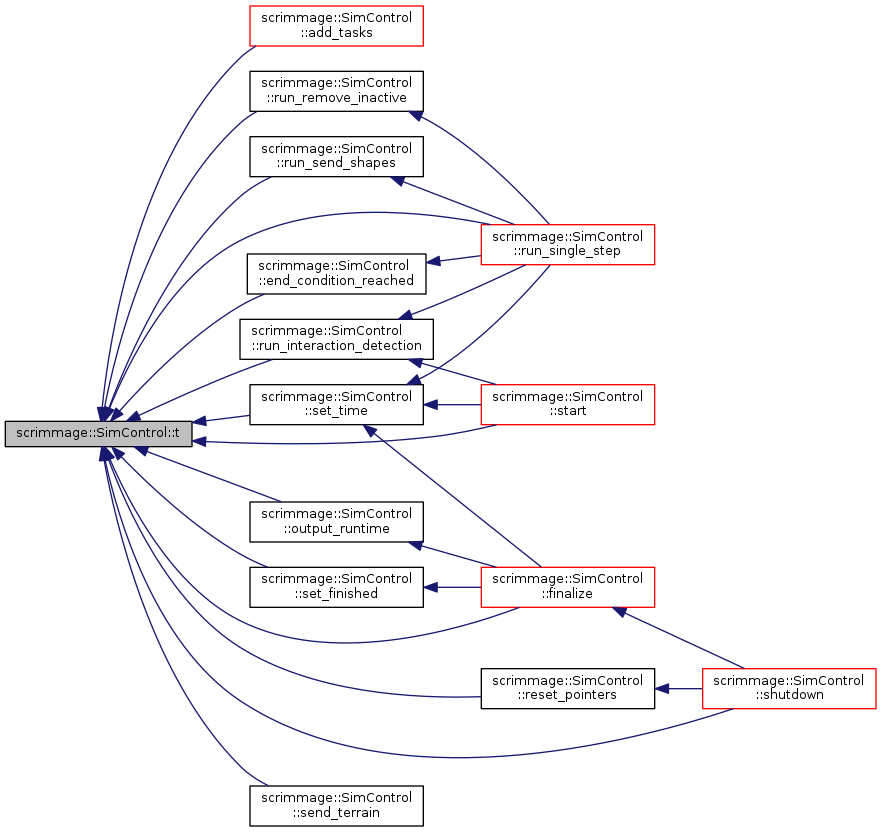 scrimmage::SimControl
::add_tasks
scrimmage::SimControl
::run_remove_inactive
scrimmage::SimControl
::run_send_shapes
scrimmage::SimControl
::run_single_step
scrimmage::SimControl
::end_condition_reached
scrimmage::SimControl
::run_interaction_detection
scrimmage::SimControl
::set_time
scrimmage::SimControl
::start
scrimmage::SimControl::t
scrimmage::SimControl
::output_runtime
scrimmage::SimControl
::set_finished
scrimmage::SimControl
::finalize
scrimmage::SimControl
::reset_pointers
scrimmage::SimControl
::shutdown
scrimmage::SimControl
::send_terrain